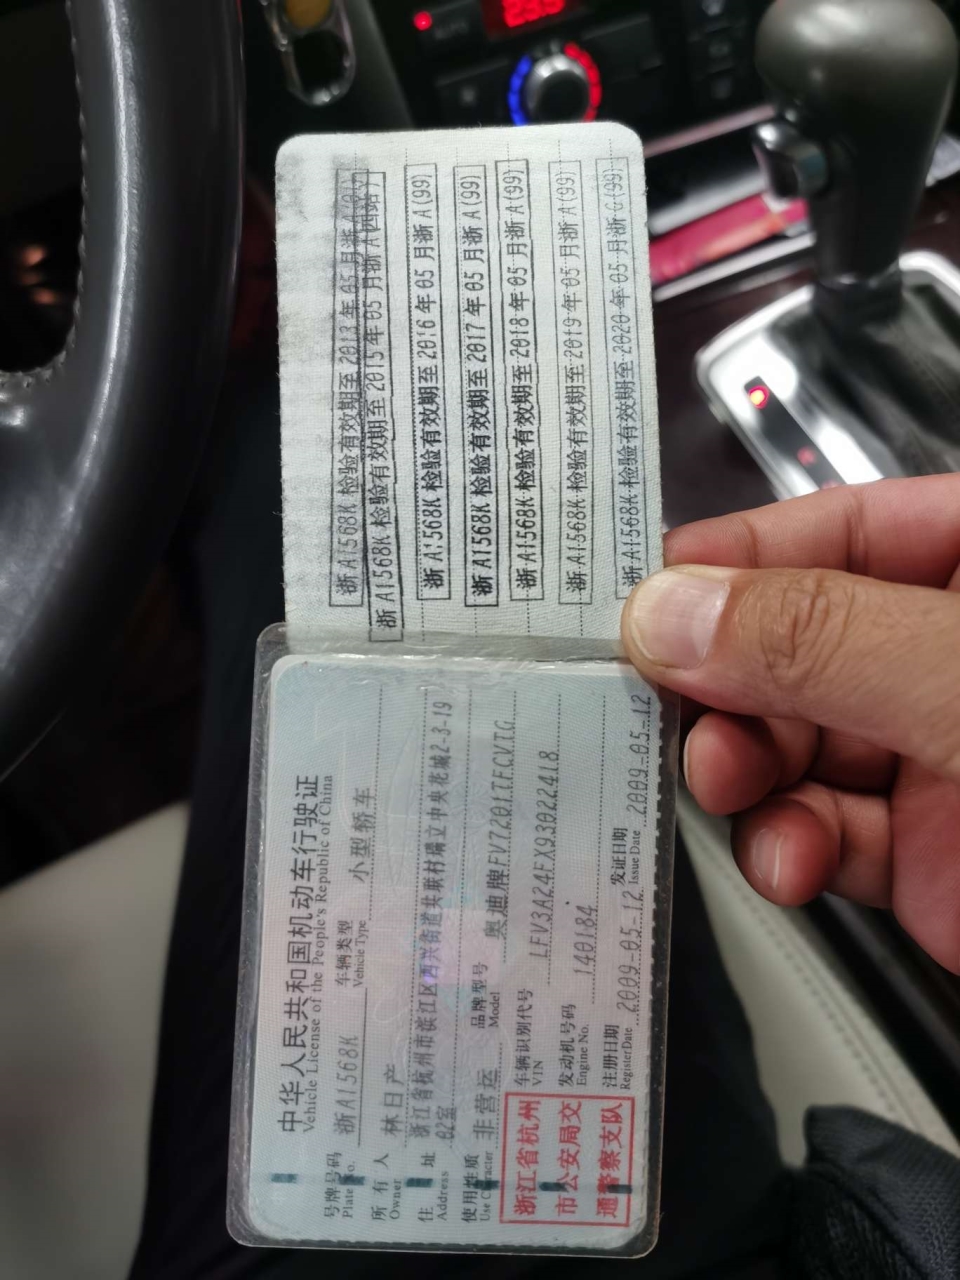 中华人民共和国机动车行驶证
Vehicle License of the People's Republic of China
号牌号码 浙A1568K 车辆类型 小型轿车
Plate No. Vehicle Type
所有人 林日产
Owner
住址 浙江省杭州市滨江区西兴街道共联村瑞立中央花城2-3-19
Address 02室
使用性质 非营运 品牌型号 奥迪牌FV7201TFCVTG
Use Character Model
浙江省杭州
市公安局交
通警察支队
车辆识别代号 LFV3A24FX93022418
VIN
发动机号码 140184
Engine No.
注册日期 2009-05-12 发证日期 2009-05-12
Register Date Issue Date
浙A1568K 检验有效期至 2013年05月浙A(99)
浙A1568K 检验有效期至 2015年05月浙A
浙A1568K 检验有效期至 2016年05月浙A(99)
浙A1568K 检验有效期至 2017年05月浙A(99)
浙A1568K 检验有效期至 2018年05月浙A(99)
浙A1568K 检验有效期至 2019年05月浙A(99)
浙A1568K 检验有效期至 2020年05月浙G(99)